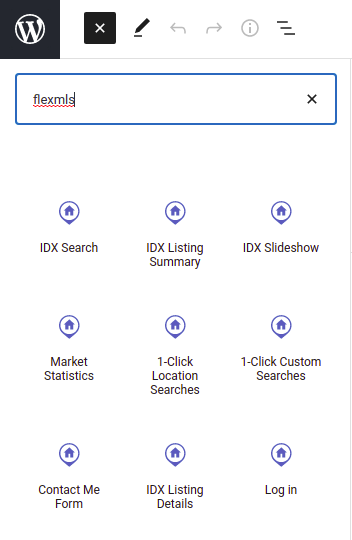 flexmls
IDX Search
IDX Listing
Summary
IDX Slideshow
Market
Statistics
1-Click
Location
Searches
1-Click Custom
Searches
Contact Me
Form
IDX Listing
Details
Log in